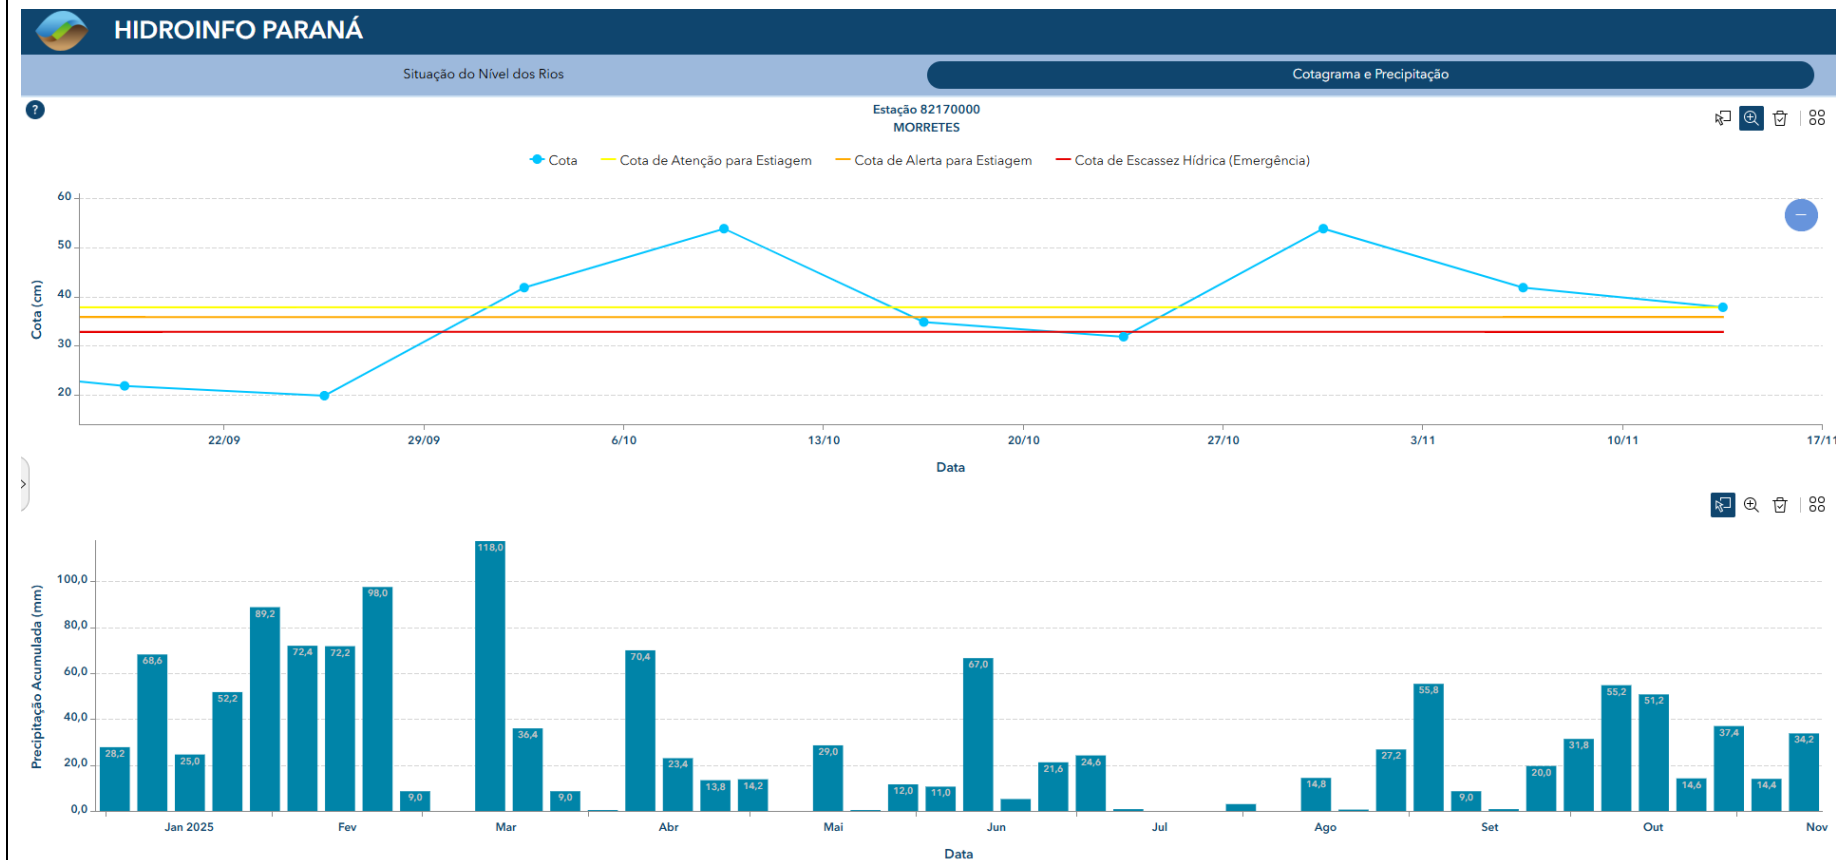 HIDROINFO PARANÁ
Situação do Nível dos Rios
Cotagrama e Precipitação
?
Estação 82170000
MORRETES
Cota
Cota de Atenção para Estiagem
Cota de Alerta para Estiagem
Cota de Escassez Hídrica (Emergência)
Cota (cm)
60
50
40
30
20
22/09
29/09
6/10
13/10
20/10
27/10
3/11
10/11
17/11
Data
Precipitação Acumulada (mm)
100,0
80,0
60,0
40,0
20,0
0,0
28,2
68,6
25,0
52,2
89,2
72,4
72,2
98,0
9,0
118,0
36,4
9,0
70,4
23,4
13,8
14,2
29,0
12,0
11,0
67,0
21,6
24,6
14,8
27,2
55,8
9,0
20,0
31,8
55,2
51,2
14,6
37,4
14,4
34,2
Jan 2025
Fev
Mar
Abr
Mai
Jun
Jul
Ago
Set
Out
Nov
Data